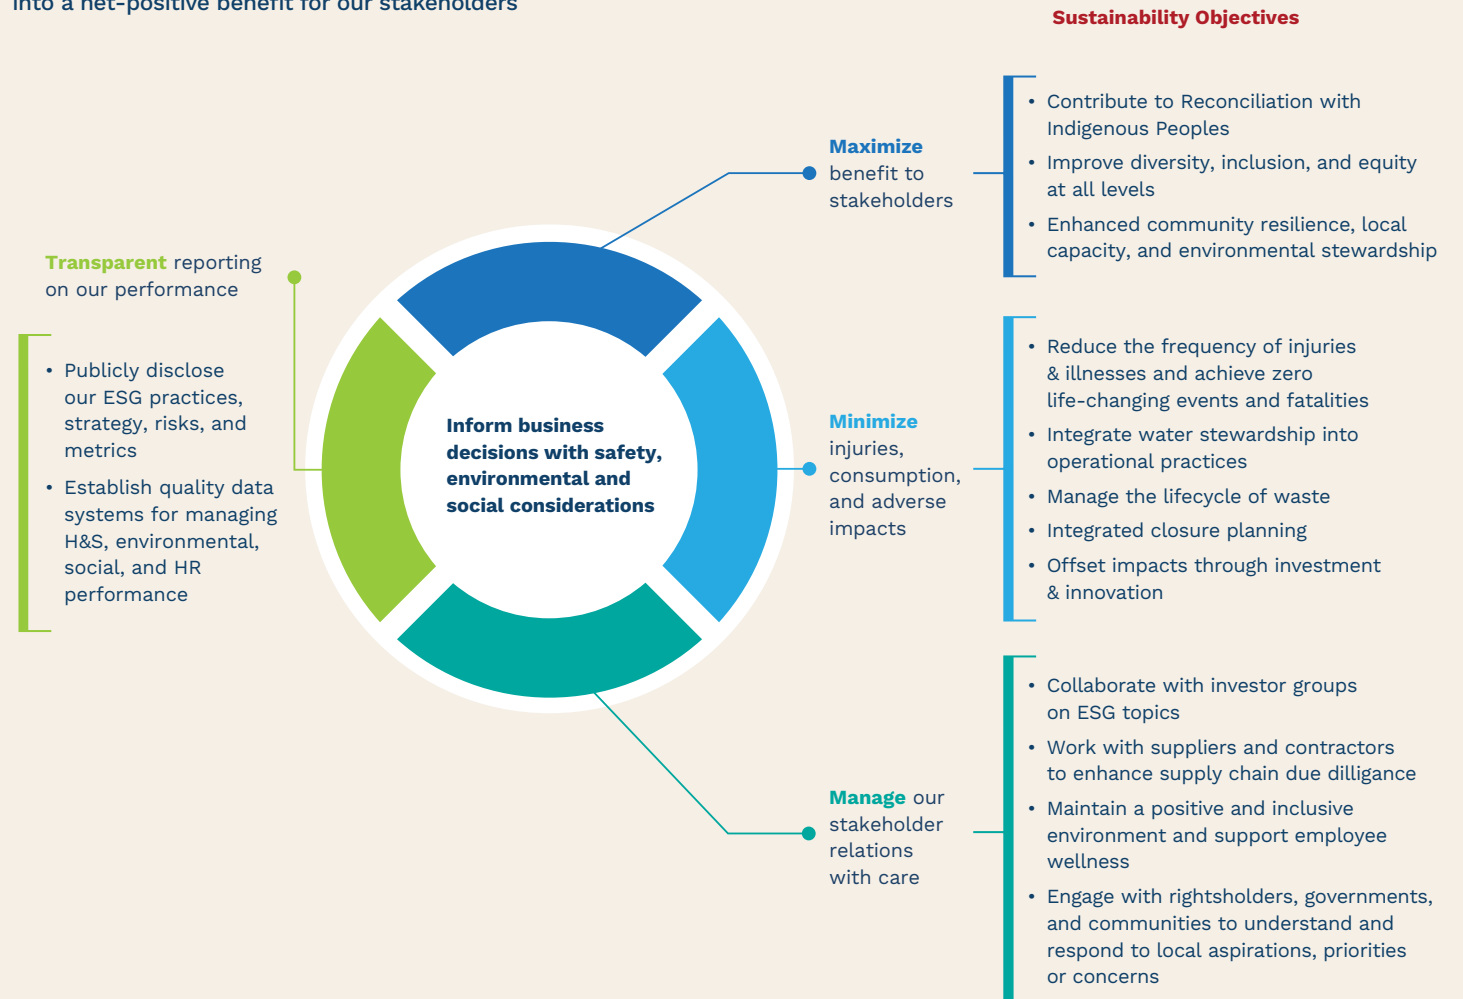 into a net-positive benefit for our stakeholders
Sustainability Objectives
Transparent reporting
on our performance
• Publicly disclose
our ESG practices,
strategy, risks, and
metrics
• Establish quality data
systems for managing
H&S, environmental,
social, and HR
performance
Inform business
decisions with safety,
environmental and
social considerations
Maximize
benefit to
stakeholders
• Contribute to Reconciliation with
Indigenous Peoples
• Improve diversity, inclusion, and equity
at all levels
• Enhanced community resilience, local
capacity, and environmental stewardship
Minimize
injuries,
consumption,
and adverse
impacts
• Reduce the frequency of injuries
& illnesses and achieve zero
life-changing events and fatalities
• Integrate water stewardship into
operational practices
• Manage the lifecycle of waste
• Integrated closure planning
• Offset impacts through investment
& innovation
Manage our
stakeholder
relations
with care
• Collaborate with investor groups
on ESG topics
• Work with suppliers and contractors
to enhance supply chain due dilligance
• Maintain a positive and inclusive
environment and support employee
wellness
• Engage with rightsholders, governments,
and communities to understand and
respond to local aspirations, priorities
or concerns